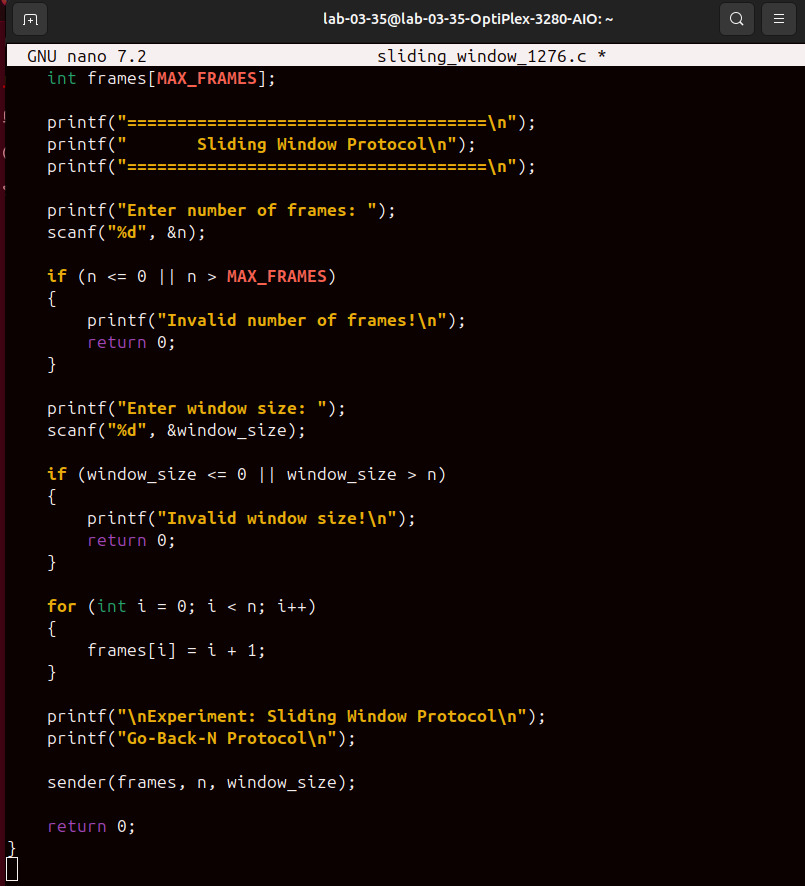 lab-03-35@lab-03-35-OptiPlex-3280-AIO: ~
GNU nano 7.2 sliding_window_1276.c *
    int frames[MAX_FRAMES];

    printf("====================================\n");
    printf("       Sliding Window Protocol\n");
    printf("====================================\n");

    printf("Enter number of frames: ");
    scanf("%d", &n);

    if (n <= 0 || n > MAX_FRAMES)
    {
        printf("Invalid number of frames!\n");
        return 0;
    }

    printf("Enter window size: ");
    scanf("%d", &window_size);

    if (window_size <= 0 || window_size > n)
    {
        printf("Invalid window size!\n");
        return 0;
    }

    for (int i = 0; i < n; i++)
    {
        frames[i] = i + 1;
    }

    printf("\nExperiment: Sliding Window Protocol\n");
    printf("Go-Back-N Protocol\n");

    sender(frames, n, window_size);

    return 0;
}